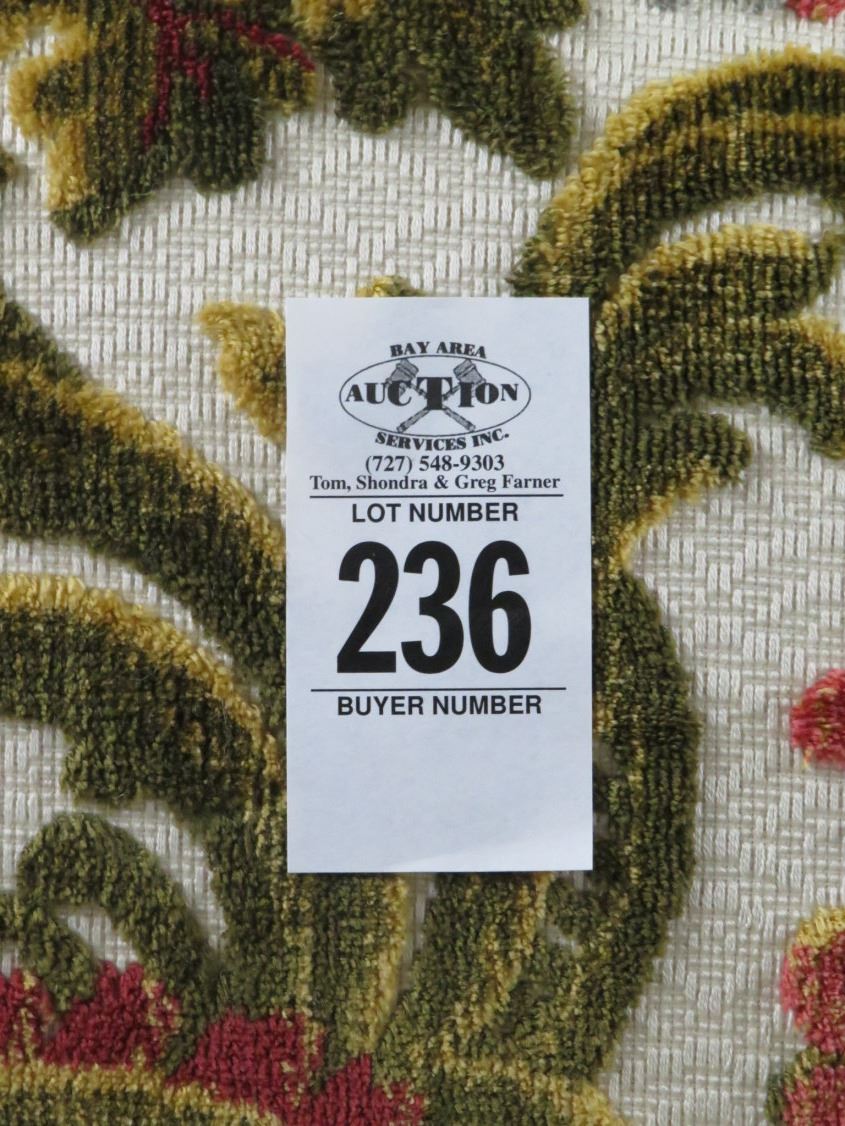 BAY AREA
AUCTION
SERVICES INC.
(727) 548-9303
Tom, Shondra & Greg Farner
LOT NUMBER
236
BUYER NUMBER